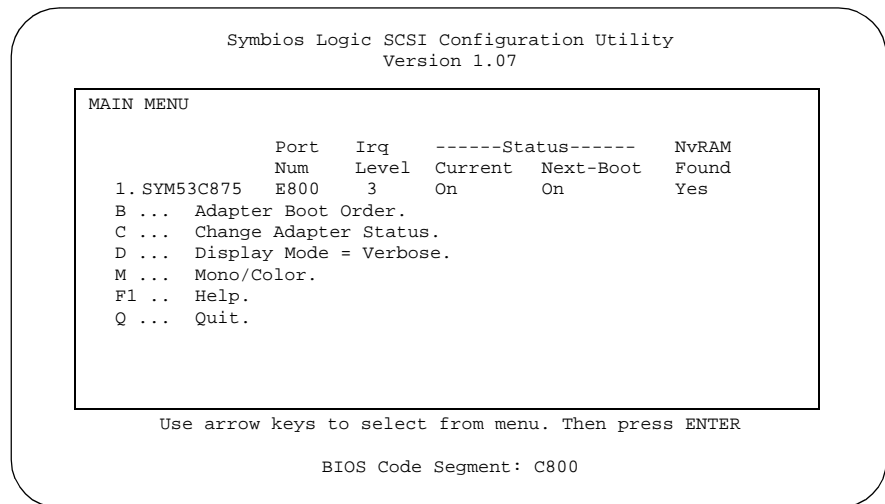 Symbios Logic SCSI Configuration Utility
Version 1.07
MAIN MENU
Port Irq ------Status------ NvRAM
Num Level Current Next-Boot Found
1. SYM53C875 E800 3 On On Yes
B ... Adapter Boot Order.
C ... Change Adapter Status.
D ... Display Mode = Verbose.
M ... Mono/Color.
F1 .. Help.
Q ... Quit.
Use arrow keys to select from menu. Then press ENTER
BIOS Code Segment: C800